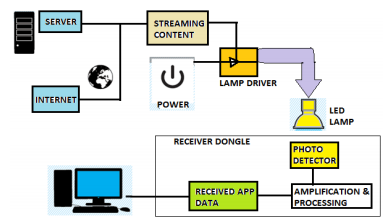 SERVER
STREAMING
CONTENT
INTERNET
POWER
LAMP DRIVER
LED
LAMP
RECEIVER DONGLE
PHOTO
DETECTOR
RECEIVED APP
DATA
AMPLIFICATION &
PROCESSING